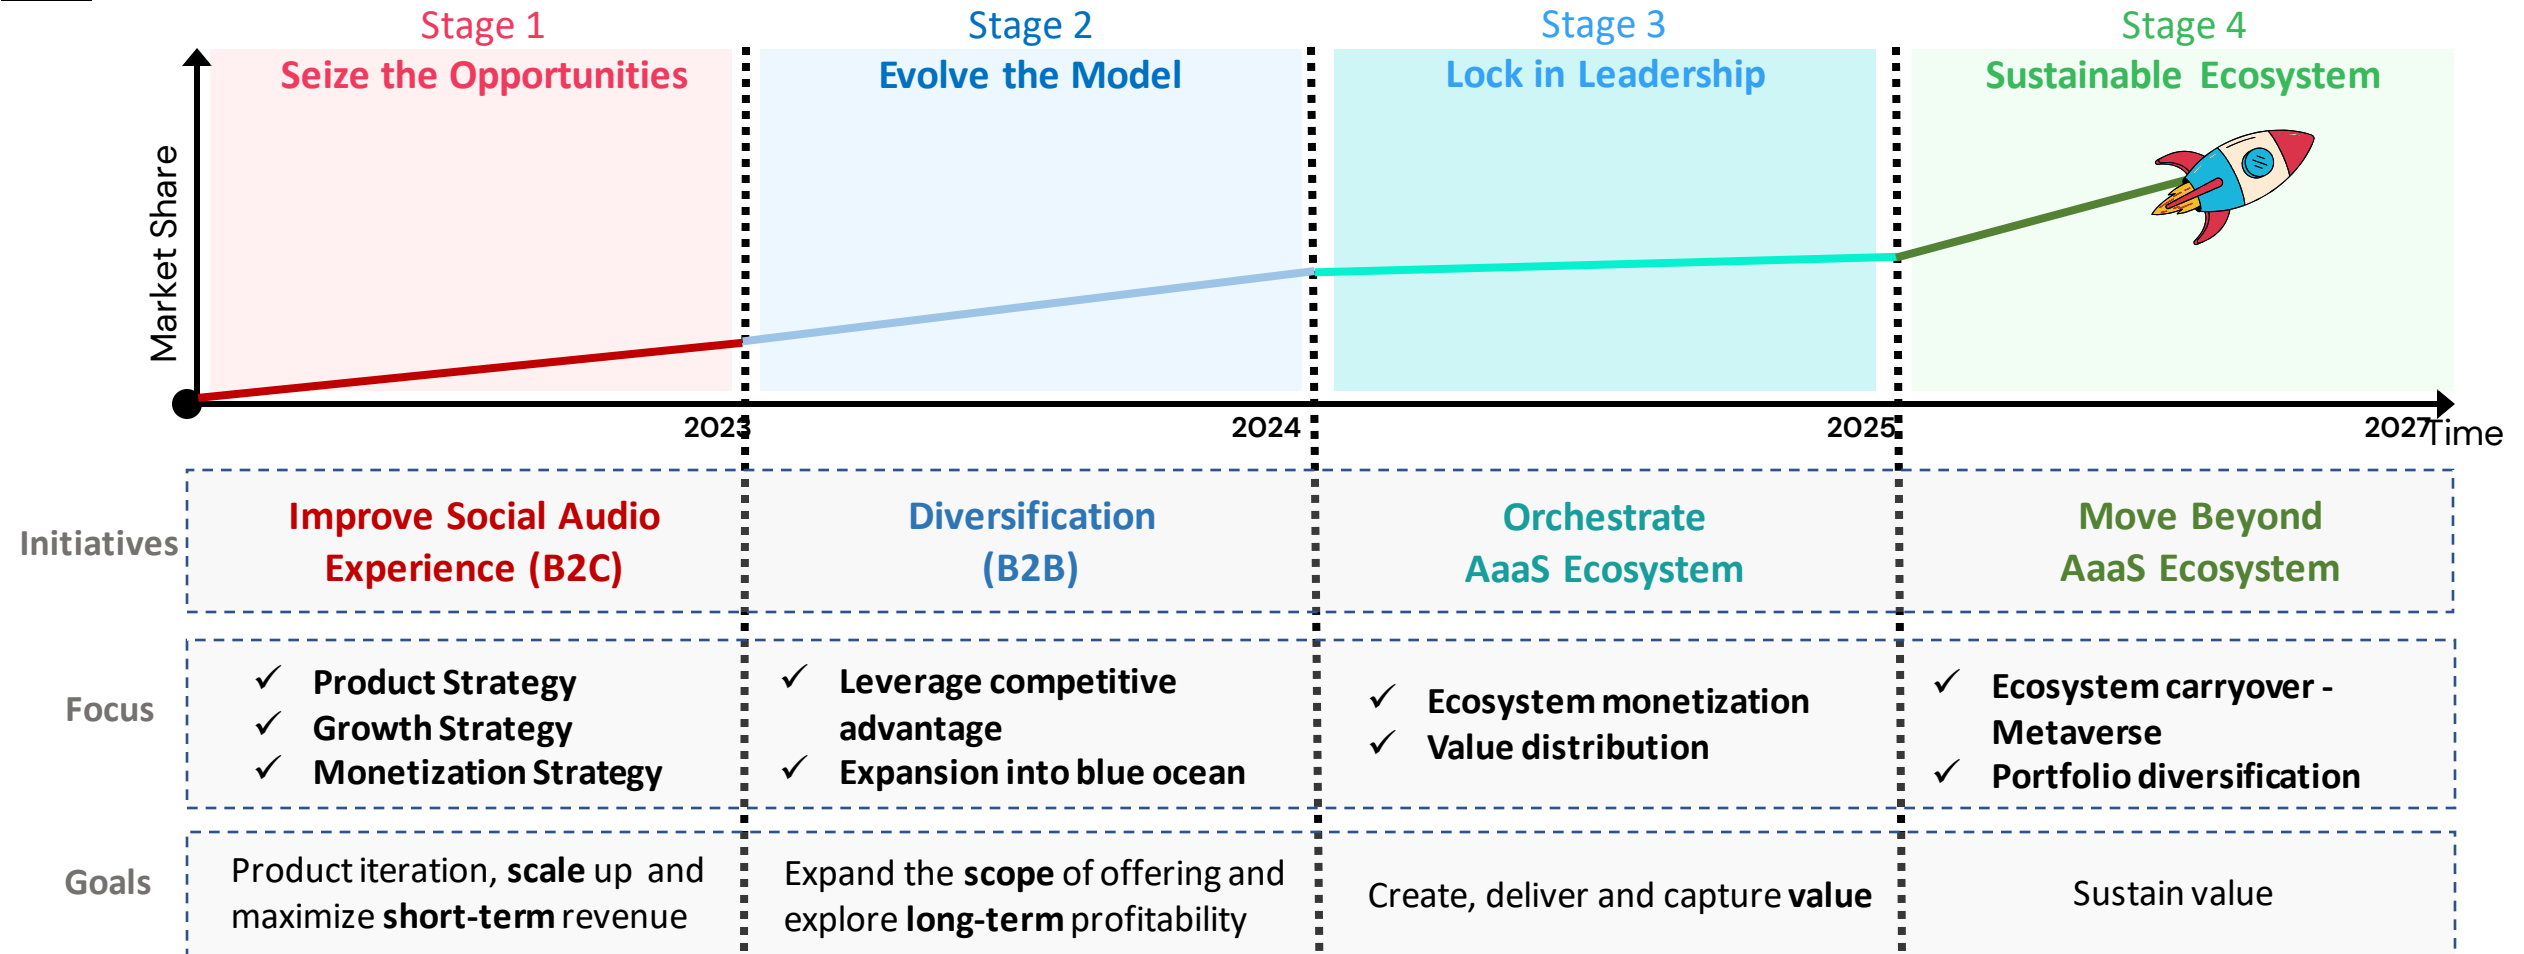 Stage 1
Stage 2
Stage 3
Stage 4
Seize the Opportunities
Evolve the Model
Lock in Leadership
Sustainable Ecosystem
Market Share
2023
2024
2025
2027
Time
Initiatives
Improve Social Audio
Experience (B2C)
Diversification
(B2B)
Orchestrate
AaaS Ecosystem
Move Beyond
AaaS Ecosystem
Focus
✓ Product Strategy
✓ Growth Strategy
✓ Monetization Strategy
✓ Leverage competitive
advantage
✓ Expansion into blue ocean
✓ Ecosystem monetization
✓ Value distribution
✓ Ecosystem carryover -
Metaverse
✓ Portfolio diversification
Goals
Product iteration, scale up and
maximize short-term revenue
Expand the scope of offering and
explore long-term profitability
Create, deliver and capture value
Sustain value